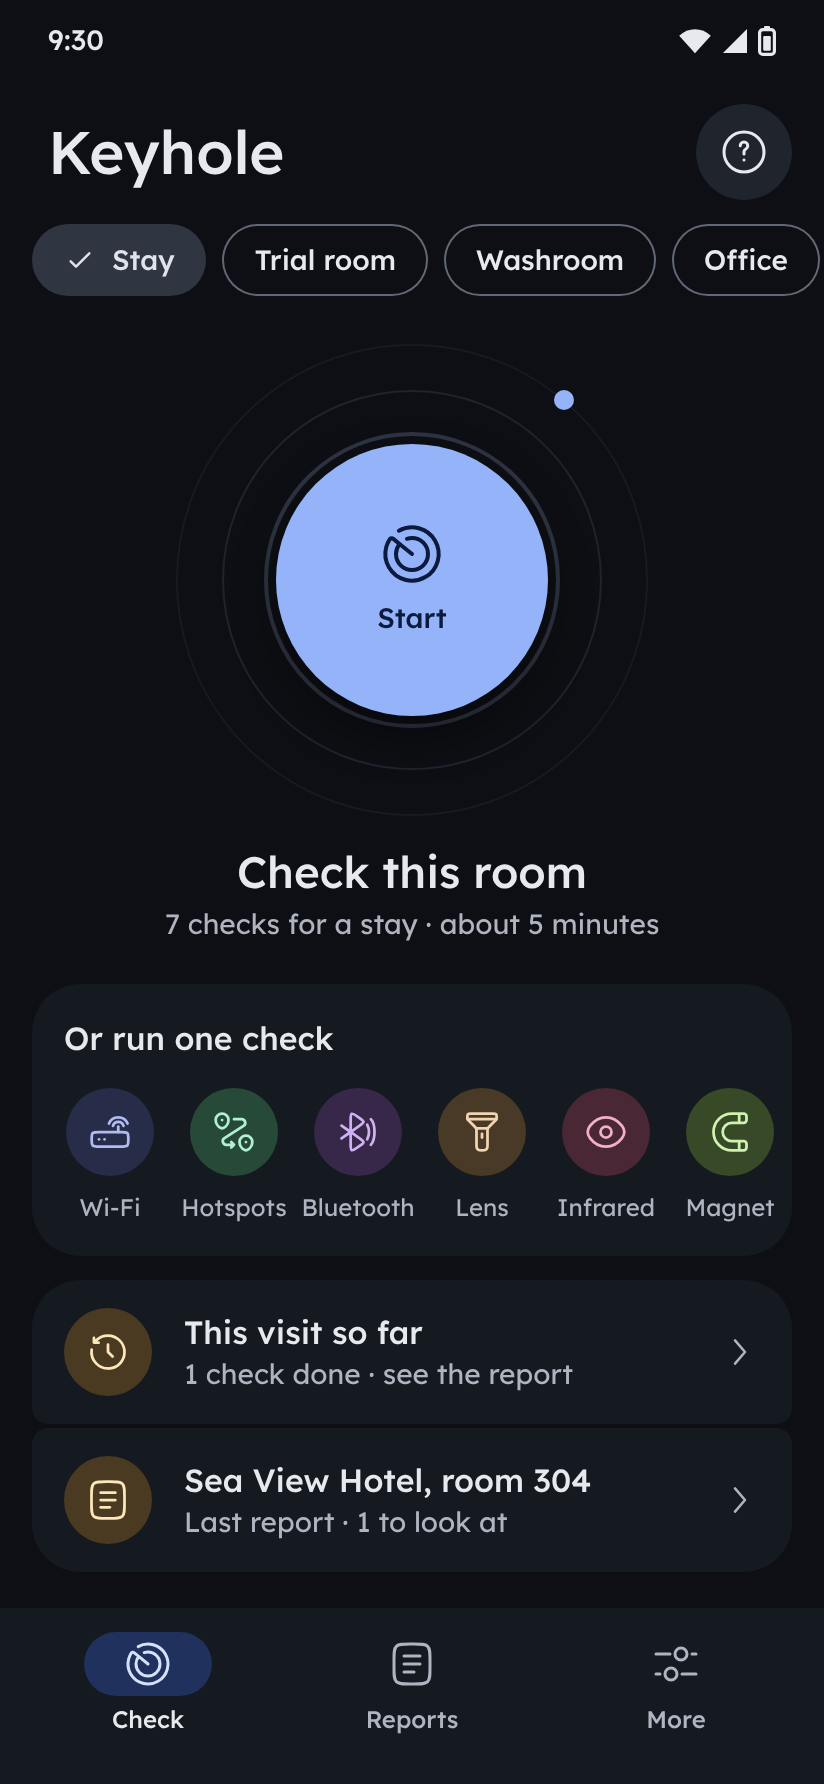 9:30
Keyhole
Stay
Trial room
Washroom
Office
Start
Check this room
7 checks for a stay · about 5 minutes
Or run one check
Wi-Fi
Hotspots
Bluetooth
Lens
Infrared
Magnet
This visit so far
1 check done · see the report
Sea View Hotel, room 304
Last report · 1 to look at
Check
Reports
More